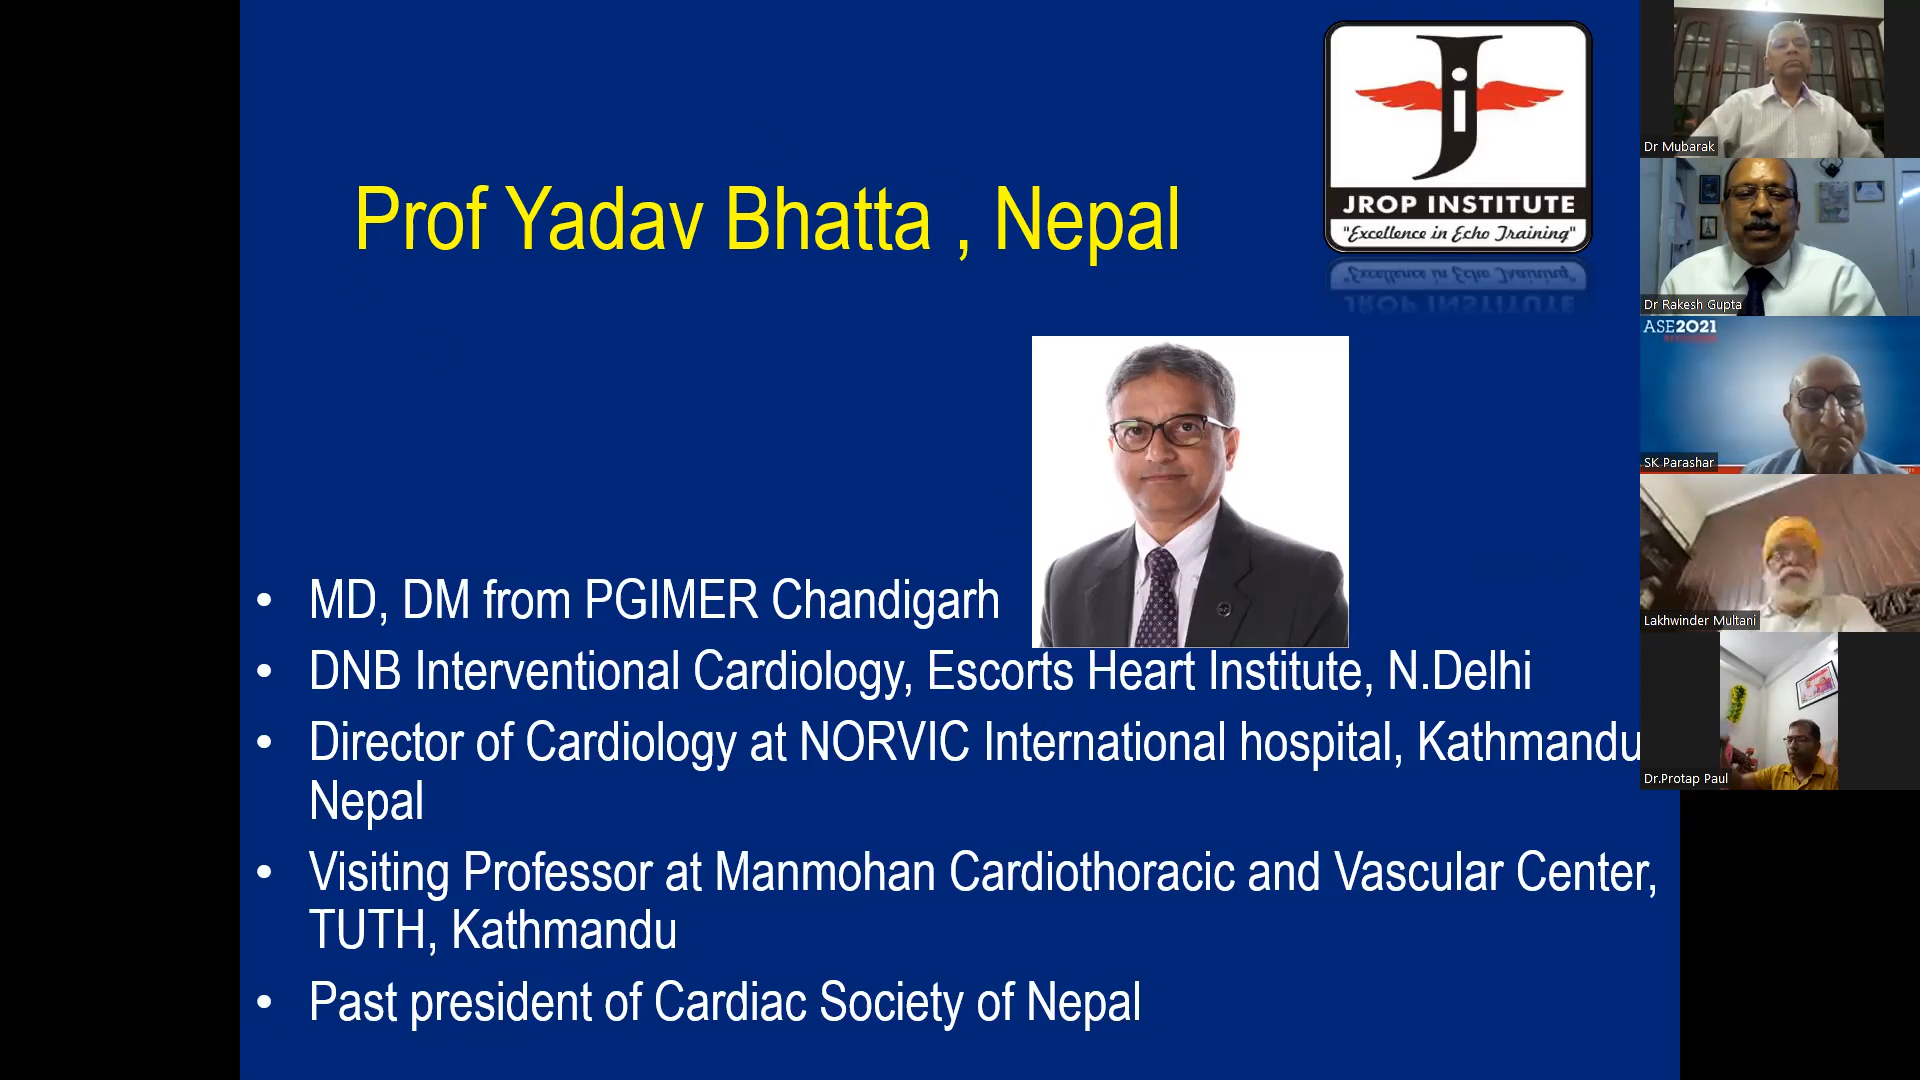 Prof Yadav Bhatta , Nepal
JROP INSTITUTE
"Excellence in Echo Training"
• MD, DM from PGIMER Chandigarh
• DNB Interventional Cardiology, Escorts Heart Institute, N.Delhi
• Director of Cardiology at NORVIC International hospital, Kathmandu
Nepal
• Visiting Professor at Manmohan Cardiothoracic and Vascular Center,
TUTH, Kathmandu
• Past president of Cardiac Society of Nepal
Dr Mubarak
Dr Rakesh Gupta
ASE2021
SK Parashar
Lakhwinder Multani
Dr.Protap Paul